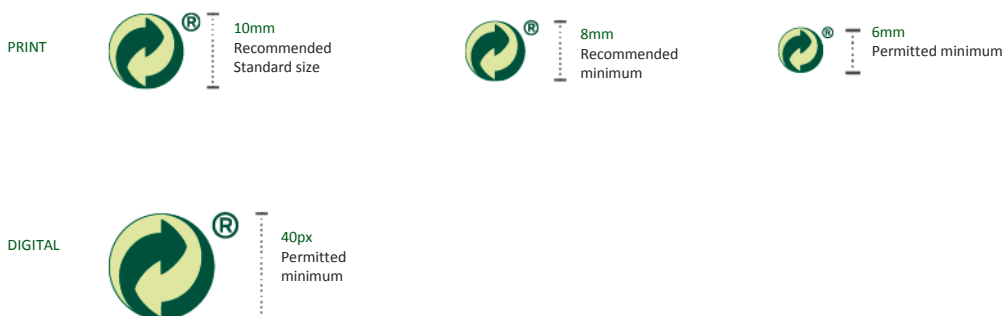 PRINT
®
10mm
Recommended
Standard size
®
8mm
Recommended
minimum
®
6mm
Permitted minimum
DIGITAL
®
40px
Permitted
minimum